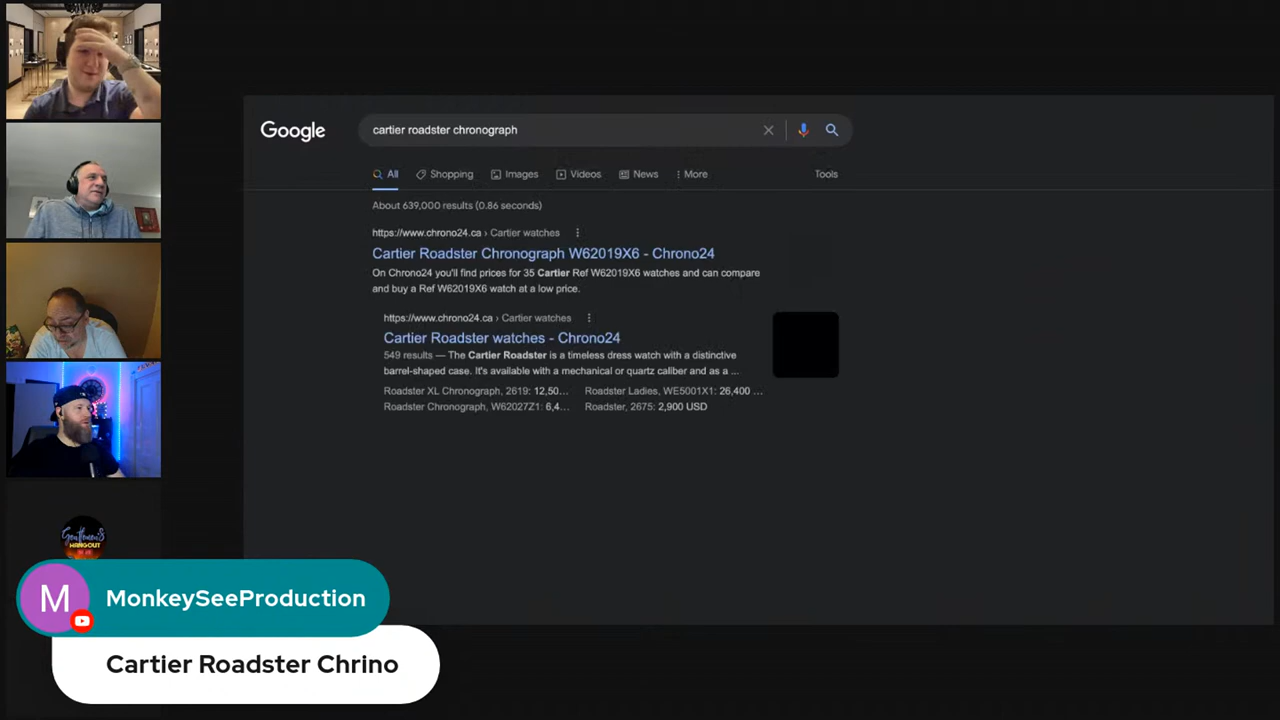 Google
cartier roadster chronograph
All Shopping Images Videos News More Tools
About 639,000 results (0.86 seconds)
https://www.chrono24.ca › Cartier watches
Cartier Roadster Chronograph W62019X6 - Chrono24
On Chrono24 you'll find prices for 35 Cartier Ref W62019X6 watches and can compare
and buy a Ref W62019X6 watch at a low price.
https://www.chrono24.ca › Cartier watches
Cartier Roadster watches - Chrono24
549 results — The Cartier Roadster is a timeless dress watch with a distinctive
barrel-shaped case. It's available with a mechanical or quartz caliber and as a ...
Roadster XL Chronograph, 2619: 12,50... Roadster Ladies, WE5001X1: 26,400 ...
Roadster Chronograph, W62027Z1: 6,4... Roadster, 2675: 2,900 USD
Gentlemen's
HANGOUT
M MonkeySeeProduction
Cartier Roadster Chrino